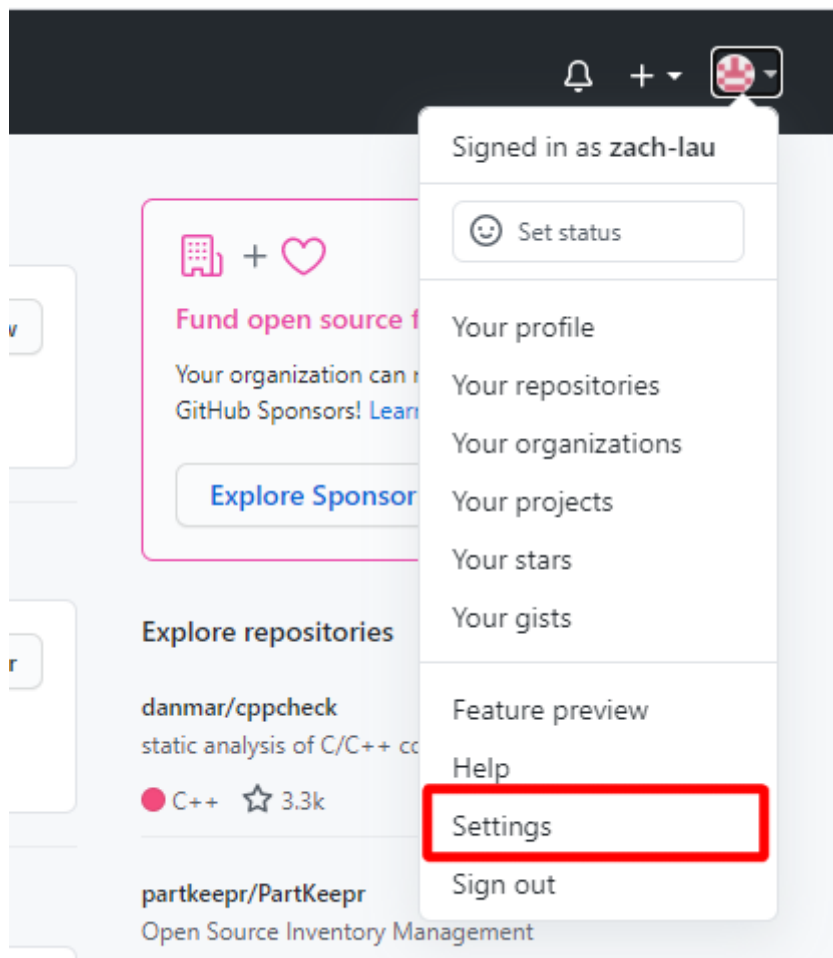 Signed in as zach-lau
Set status
Your profile
Your repositories
Your organizations
Your projects
Your stars
Your gists
Feature preview
Help
Settings
Sign out
Fund open source
Your organization can
GitHub Sponsors!
Explore Sponsor
Explore repositories
danmar/cppcheck
static analysis of C/C++
C++ 3.3k
partkeepr/PartKeepr
Open Source Inventory Management